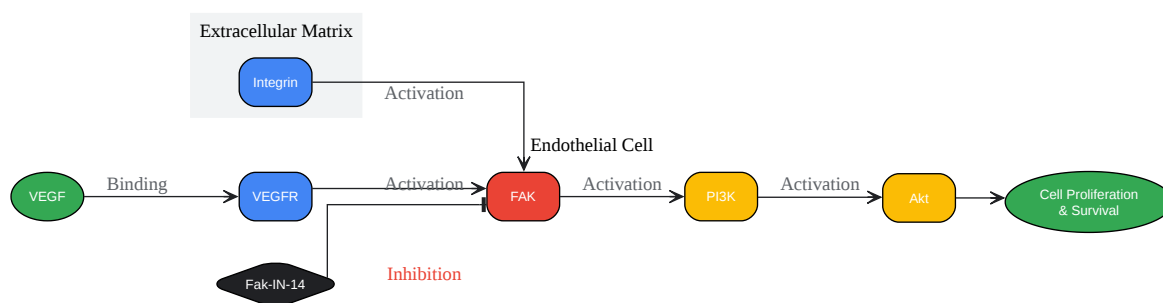 Extracellular Matrix
Integrin
Activation
Endothelial Cell
VEGF
Binding
VEGFR
Activation
FAK
Activation
PI3K
Activation
Akt
Cell Proliferation
& Survival
Fak-IN-14
Inhibition